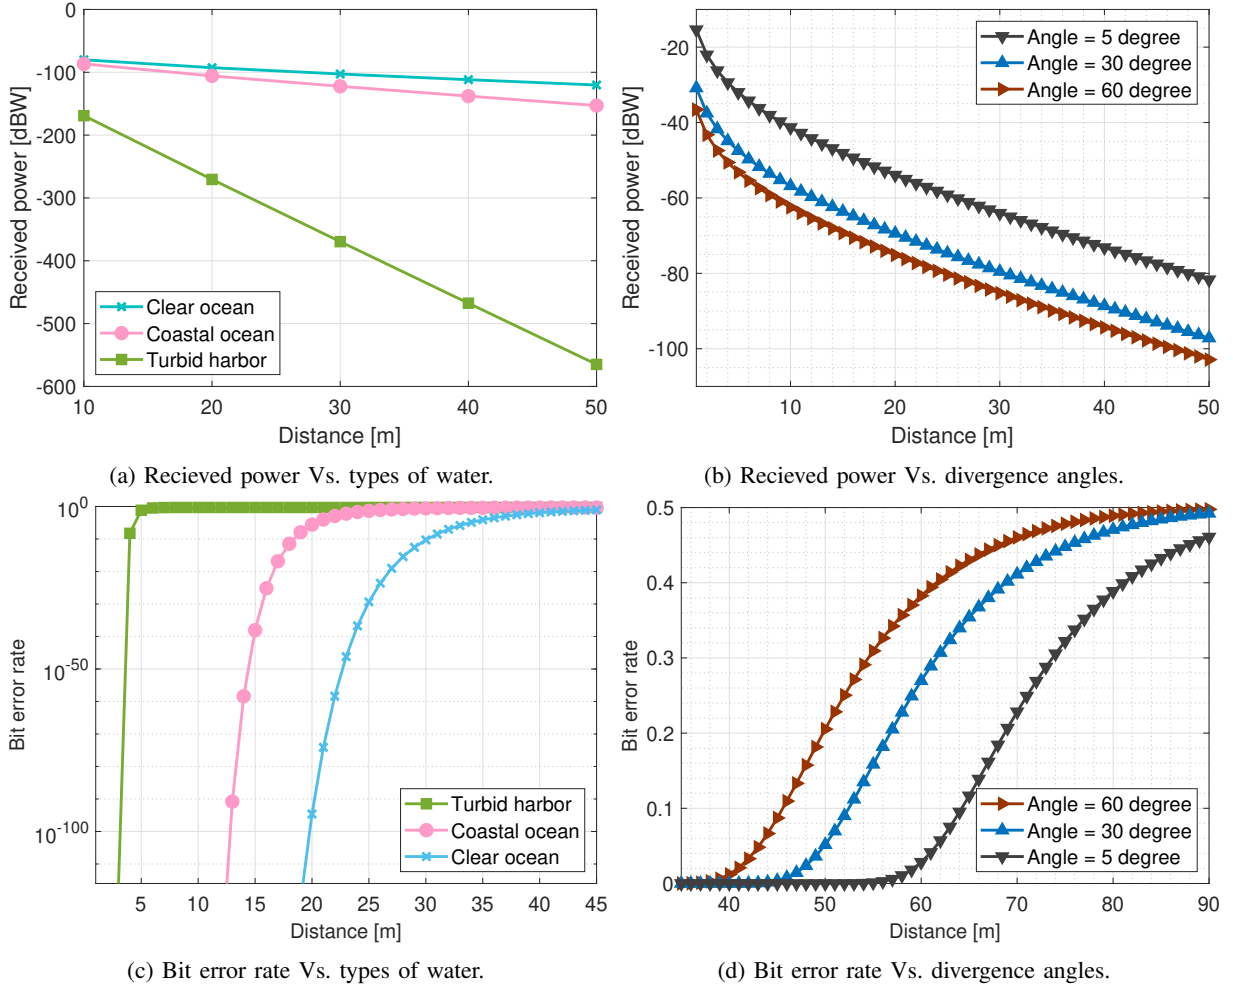 0
-100
-200
-300
-400
-500
-600
Received power [dBW]
10
20
30
40
50
Distance [m]
Clear ocean
Coastal ocean
Turbid harbor
(a) Recieved power Vs. types of water.
-20
-40
-60
-80
-100
Received power [dBW]
10
20
30
40
50
Distance [m]
Angle = 5 degree
Angle = 30 degree
Angle = 60 degree
(b) Recieved power Vs. divergence angles.
10^0
10^-50
10^-100
Bit error rate
5
10
15
20
25
30
35
40
45
Distance [m]
Turbid harbor
Coastal ocean
Clear ocean
(c) Bit error rate Vs. types of water.
0.5
0.4
0.3
0.2
0.1
0
Bit error rate
40
50
60
70
80
90
Distance [m]
Angle = 60 degree
Angle = 30 degree
Angle = 5 degree
(d) Bit error rate Vs. divergence angles.